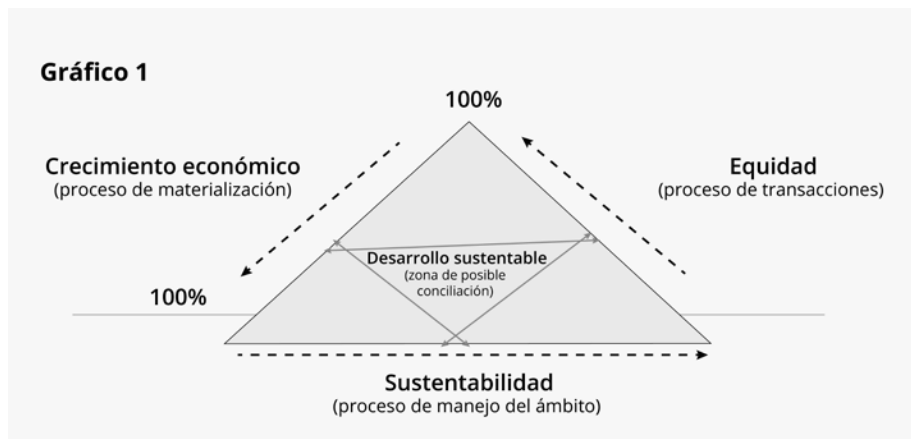 Gráfico 1
100%
Crecimiento económico
(proceso de materialización)
Equidad
(proceso de transacciones)
Desarrollo sustentable
(zona de posible
conciliación)
100%
Sustentabilidad
(proceso de manejo del ámbito)